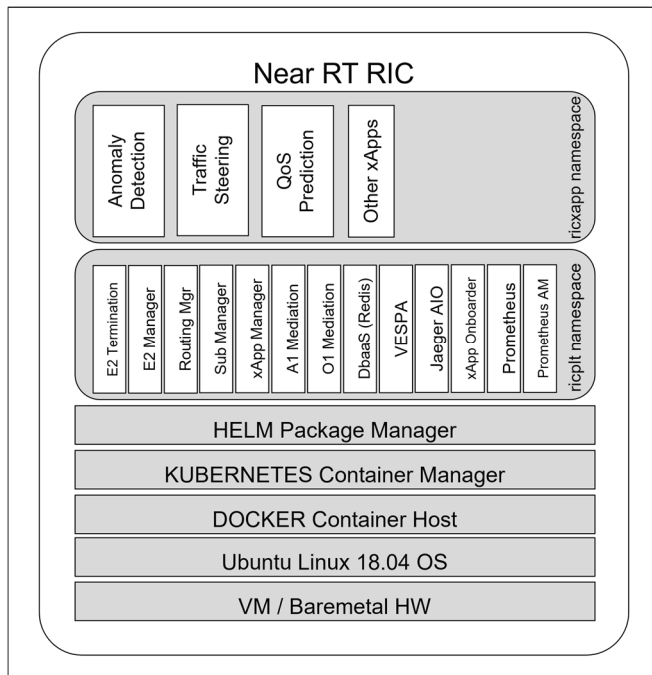 Near RT RIC
Anomaly
Detection
Traffic
Steering
QoS
Prediction
Other xApps
ricxapp namespace
E2 Termination
E2 Manager
Routing Mgr
Sub Manager
xApp Manager
A1 Mediation
O1 Mediation
DbaaS (Redis)
VESPA
Jaeger AIO
xApp Onboarder
Prometheus
Prometheus AM
ricplt namespace
HELM Package Manager
KUBERNETES Container Manager
DOCKER Container Host
Ubuntu Linux 18.04 OS
VM / Baremetal HW